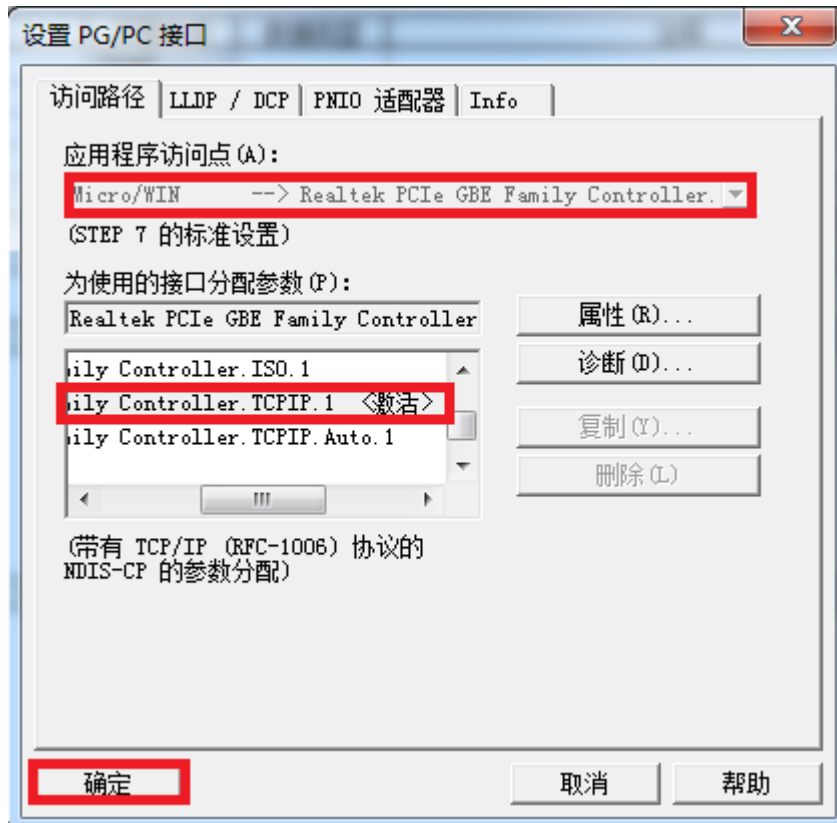 设置 PG/PC 接口
访问路径 LLDP / DCP PNIO 适配器 Info
应用程序访问点(A):
Micro/WIN --> Realtek PCIe GBE Family Controller.
(STEP 7 的标准设置)
为使用的接口分配参数(P):
Realtek PCIe GBE Family Controller
属性(R)...
ily Controller.ISO.1
诊断(D)...
ily Controller.TCPIP.1 <激活>
ily Controller.TCPIP.Auto.1
复制(Y)...
删除(L)
(带有 TCP/IP (RFC-1006) 协议的
NDIS-CP 的参数分配)
确定 取消 帮助